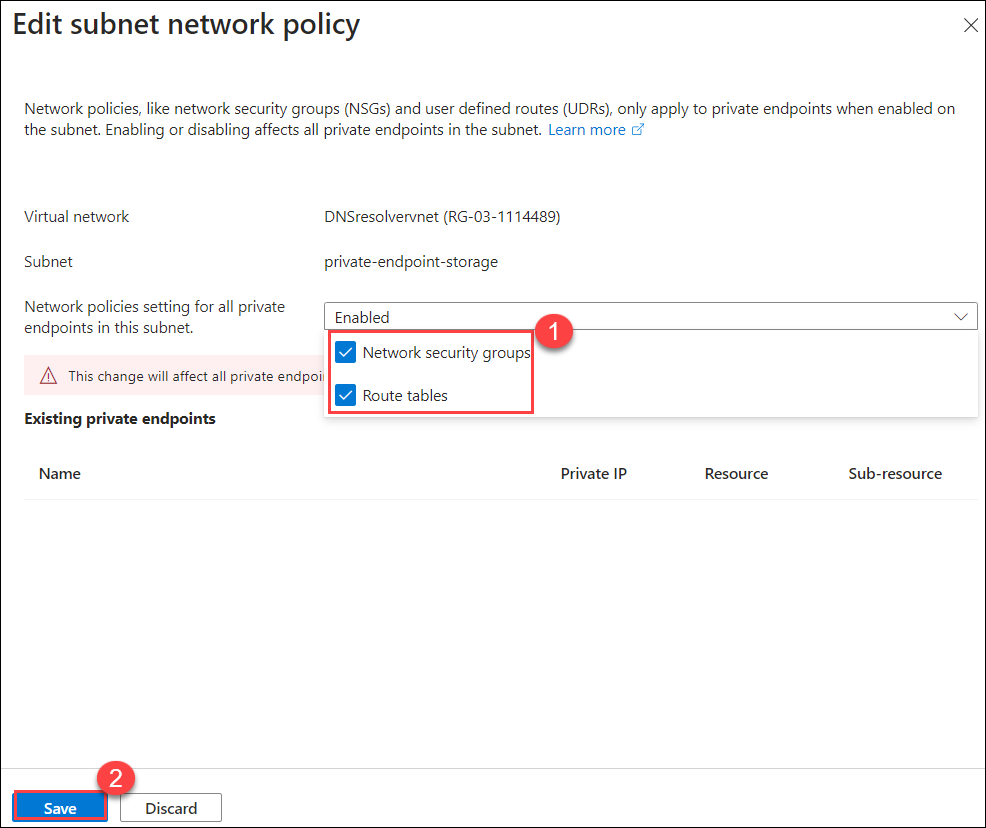 Edit subnet network policy
Network policies, like network security groups (NSGs) and user defined routes (UDRs), only apply to private endpoints when enabled on
the subnet. Enabling or disabling affects all private endpoints in the subnet. Learn more
Virtual network DNSresolvervnet (RG-03-1114489)
Subnet private-endpoint-storage
Network policies setting for all private
endpoints in this subnet.
Enabled
1
Network security groups
Route tables
This change will affect all private
Existing private endpoints
Name Private IP Resource Sub-resource
2
Save Discard